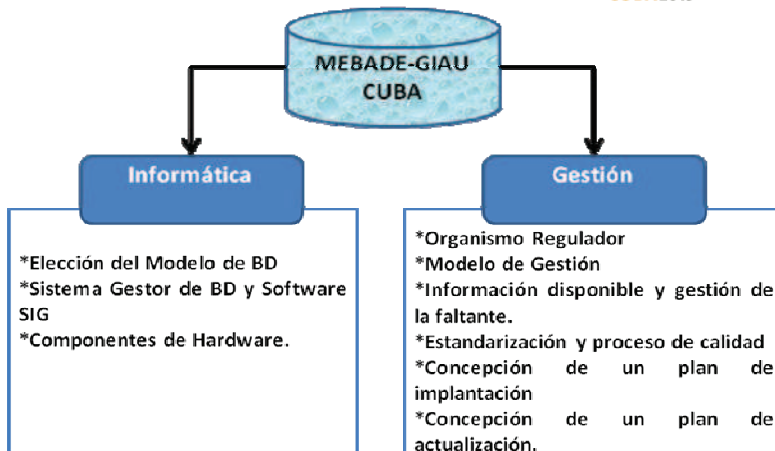 MEBADE-GIAU
CUBA
Informática
*Elección del Modelo de BD
*Sistema Gestor de BD y Software
SIG
*Componentes de Hardware.
Gestión
*Organismo Regulador
*Modelo de Gestión
*Información disponible y gestión de
la faltante.
*Estandarización y proceso de calidad
*Concepción de un plan de
implantación
*Concepción de un plan de
actualización.